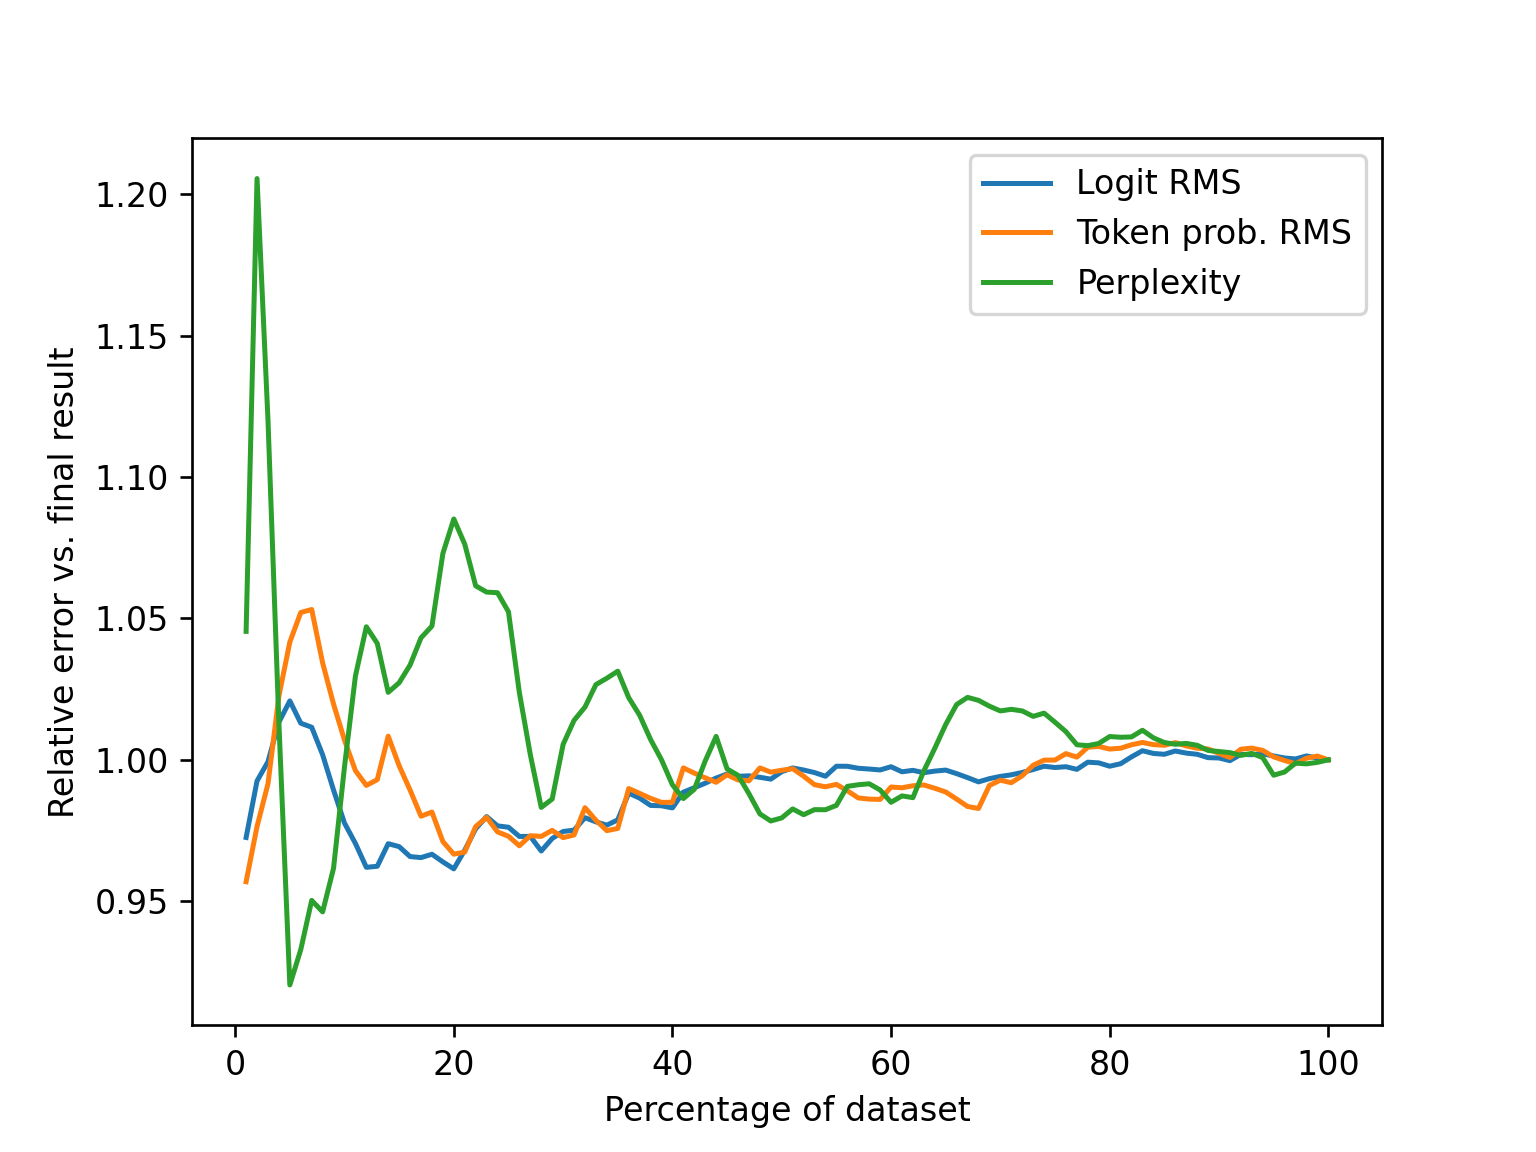 Logit RMS
Token prob. RMS
Perplexity
Relative error vs. final result
1.20
1.15
1.10
1.05
1.00
0.95
0 20 40 60 80 100
Percentage of dataset